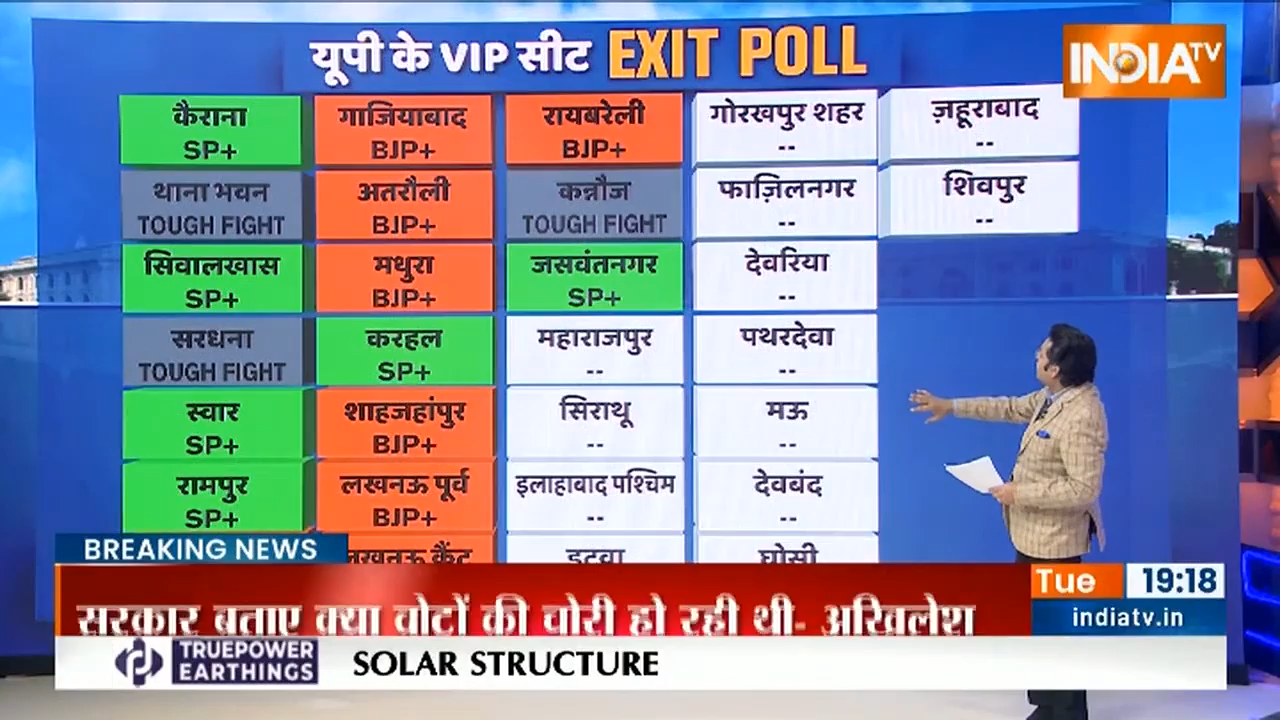 यूपी के VIP सीट EXIT POLL
INDIA TV
कैराना
SP+
गाजियाबाद
BJP+
रायबरेली
BJP+
गोरखपुर शहर
--
ज़हूराबाद
--
थाना भवन
TOUGH FIGHT
अतरौली
BJP+
कन्नौज
TOUGH FIGHT
फाज़िलनगर
--
शिवपुर
--
सिवालखास
SP+
मथुरा
BJP+
जसवंतनगर
SP+
देवरिया
--
सरधना
TOUGH FIGHT
करहल
SP+
महाराजपुर
--
पथरदेवा
--
स्वार
SP+
शाहजहांपुर
BJP+
सिराथू
--
मऊ
--
रामपुर
SP+
लखनऊ पूर्व
BJP+
इलाहाबाद पश्चिम
--
देवबंद
--
लखनऊ कैंट
इटवा
घोसी
BREAKING NEWS
सरकार बताए क्या वोटों की चोरी हो रही थी- अखिलेश
Tue 19:18
indiatv.in
TRUEPOWER
EARTHINGS
SOLAR STRUCTURE